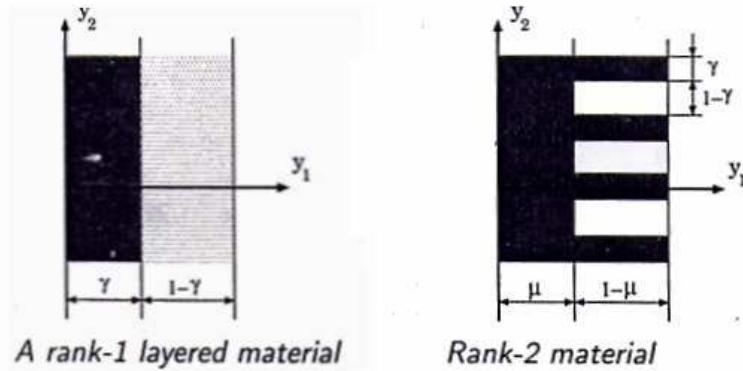 y₂
y₁
γ
1-γ
A rank-1 layered material
y₂
γ
1-γ
y₁
μ
1-μ
Rank-2 material